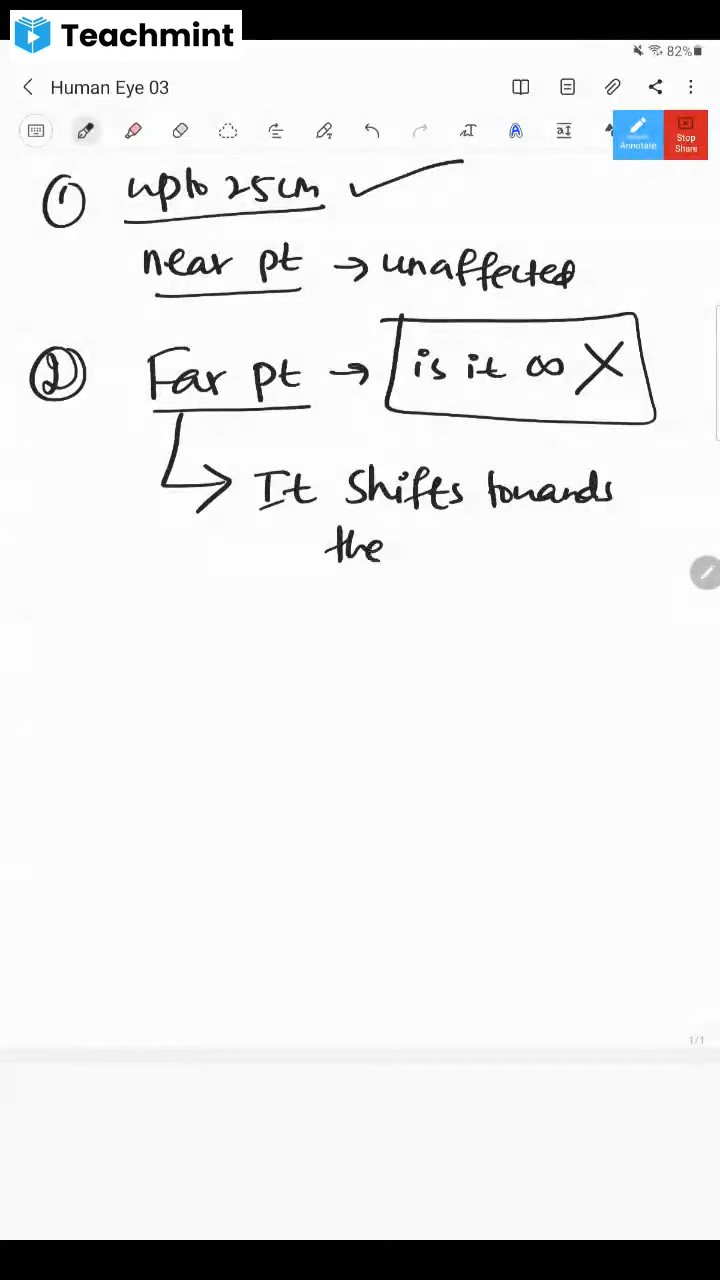 Teachmint
82%
Human Eye 03
Annotate
Stop Share
① upto 25cm ✓
near pt → unaffected
② Far pt → is it ∞ X
It shifts towards
the
1/1